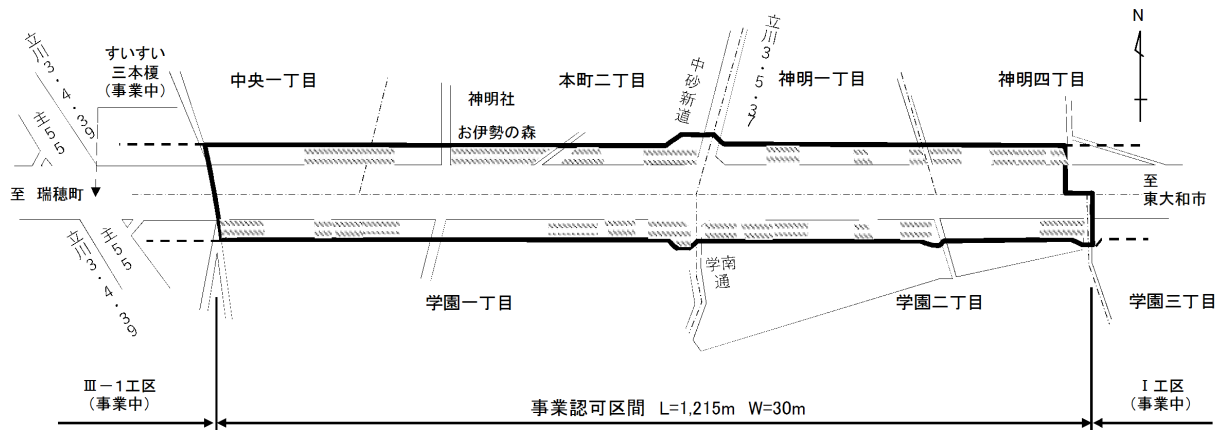 立川3・4・39
主55
すいすい
三本榎
(事業中)
中央一丁目
神明社
お伊勢の森
本町二丁目
中砂新道
立川3・5・37
神明一丁目
神明四丁目
N
至 瑞穂町
至
東大和市
立川3・4・39
主55
学園一丁目
学南通
学園二丁目
学園三丁目
Ⅲ－1工区
(事業中)
事業認可区間 L=1,215m W=30m
Ⅰ工区
(事業中)